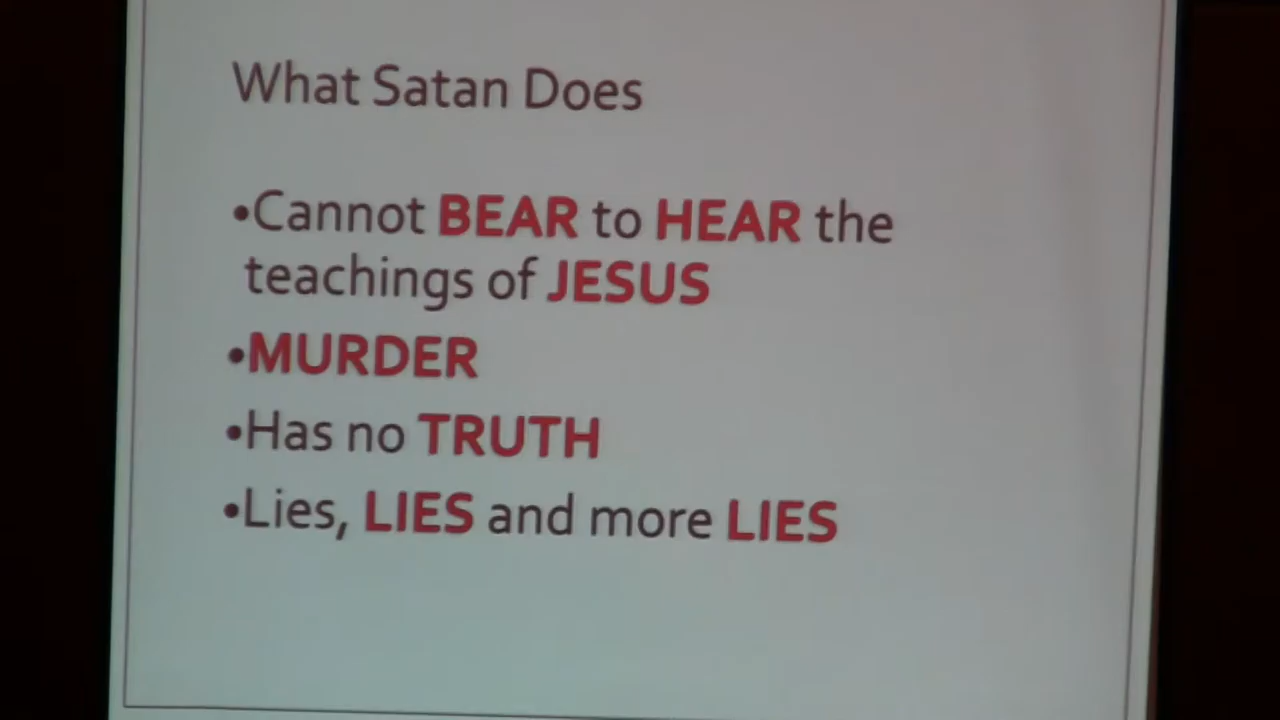 What Satan Does
•Cannot BEAR to HEAR the
teachings of JESUS
•MURDER
•Has no TRUTH
•Lies, LIES and more LIES